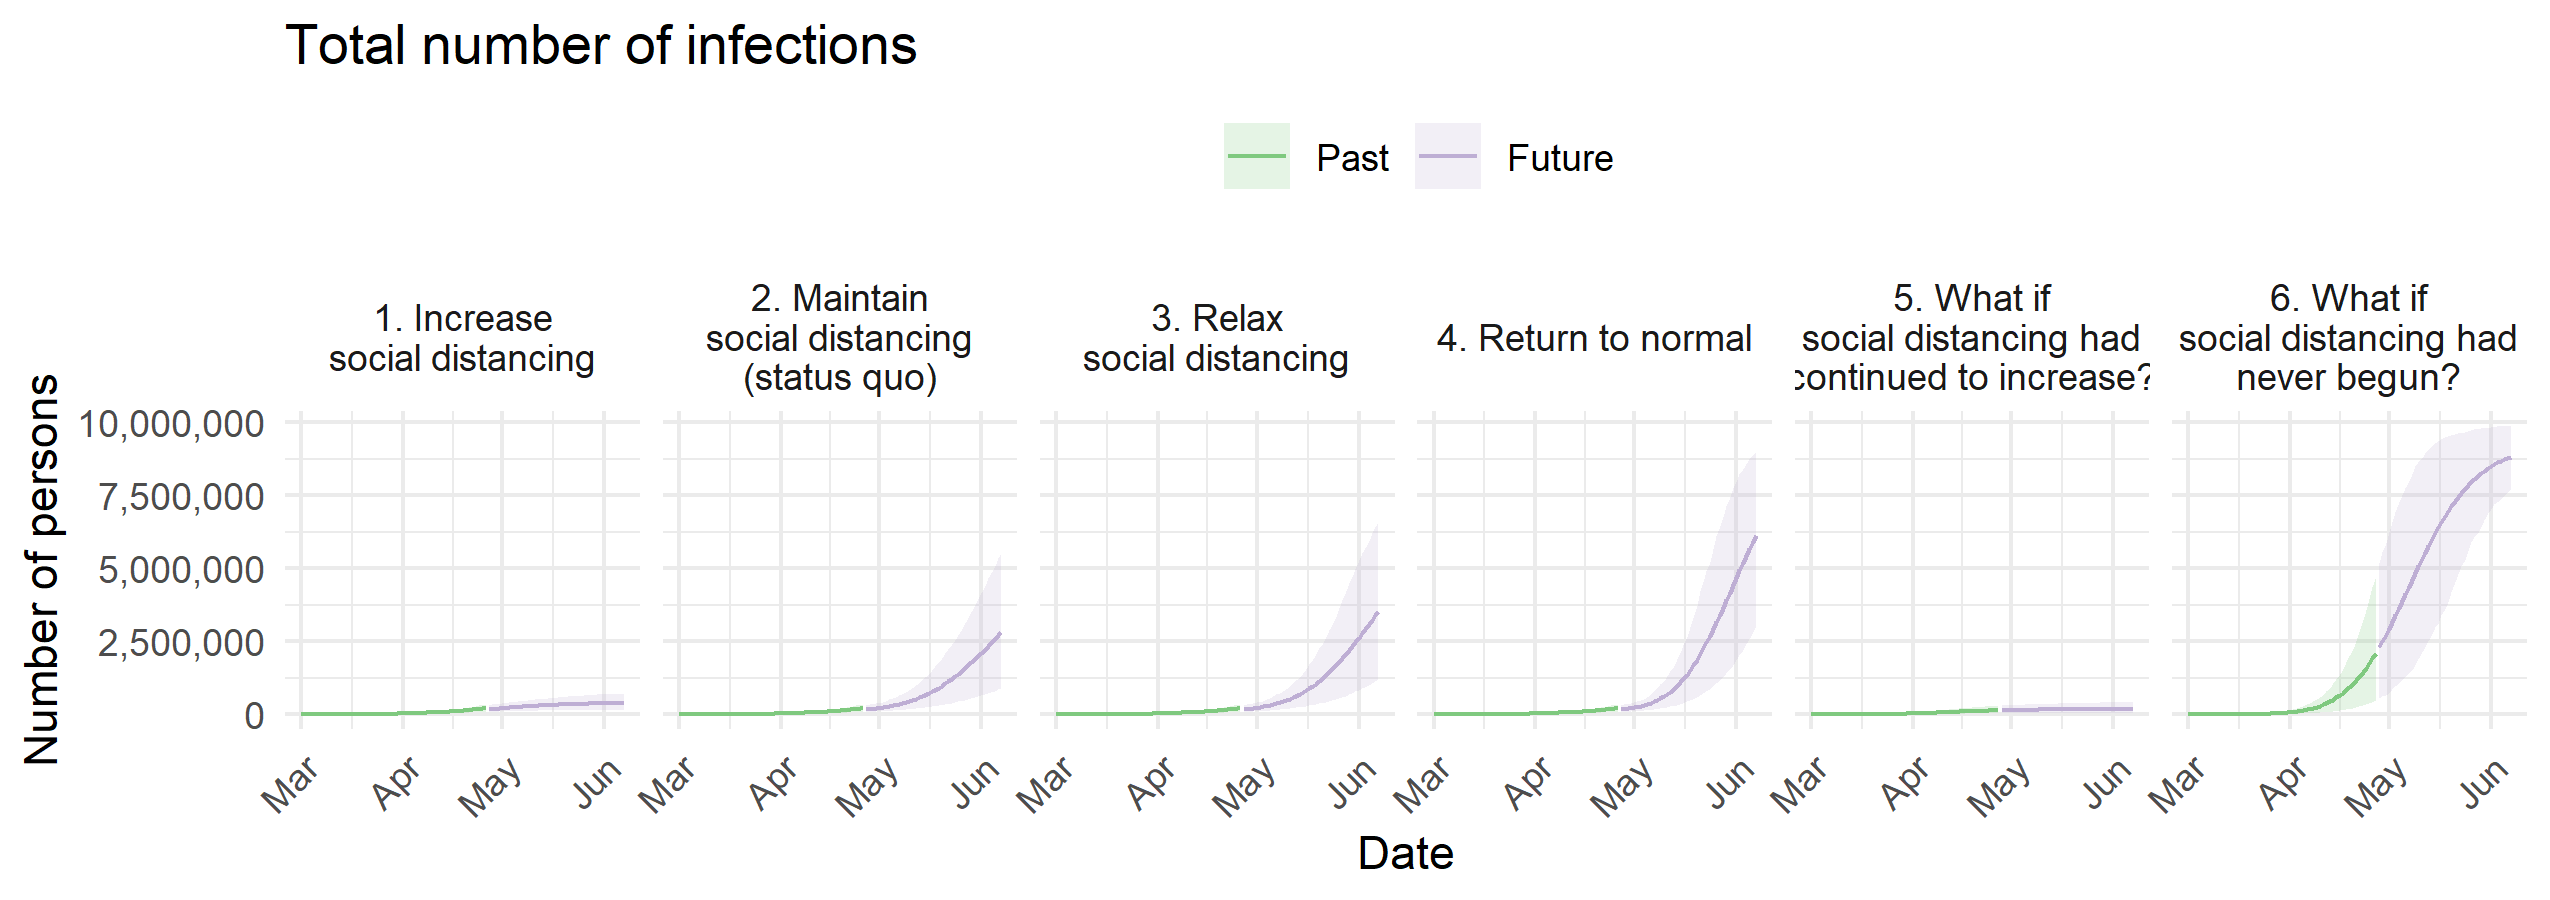 Total number of infections
Past
Future
1. Increase
social distancing
2. Maintain
social distancing
(status quo)
3. Relax
social distancing
4. Return to normal
5. What if
social distancing had
continued to increase?
6. What if
social distancing had
never begun?
Number of persons
10,000,000
7,500,000
5,000,000
2,500,000
0
Mar Apr May Jun Mar Apr May Jun Mar Apr May Jun Mar Apr May Jun Mar Apr May Jun Mar Apr May Jun
Date